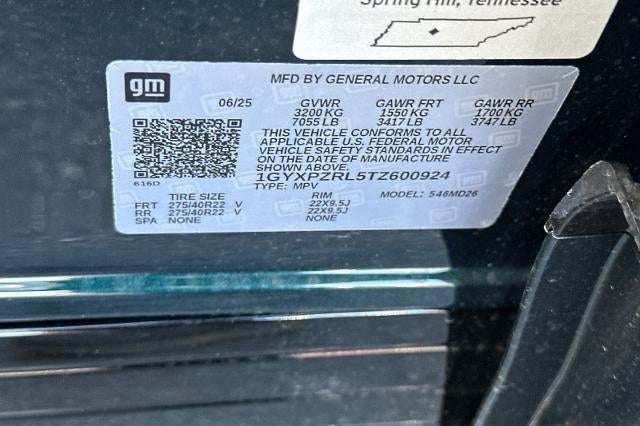 Spring Hill, Tennessee
gm
MFD BY GENERAL MOTORS LLC
06/25 GVWR GAWR FRT GAWR RR
3200 KG 1550 KG 1700 KG
7055 LB 3417 LB 3747 LB
THIS VEHICLE CONFORMS TO ALL
APPLICABLE U.S. FEDERAL MOTOR
VEHICLE SAFETY STANDARDS IN EFFECT
ON THE DATE OF MANUFACTURE
SHOWN ABOVE.
1GYXPZRL5TZ600924
616D
TYPE: MPV MODEL: 546MD26
TIRE SIZE RIM
FRT 275/40R22 V 22X9.5J
RR 275/40R22 V 22X9.5J
SPA NONE NONE